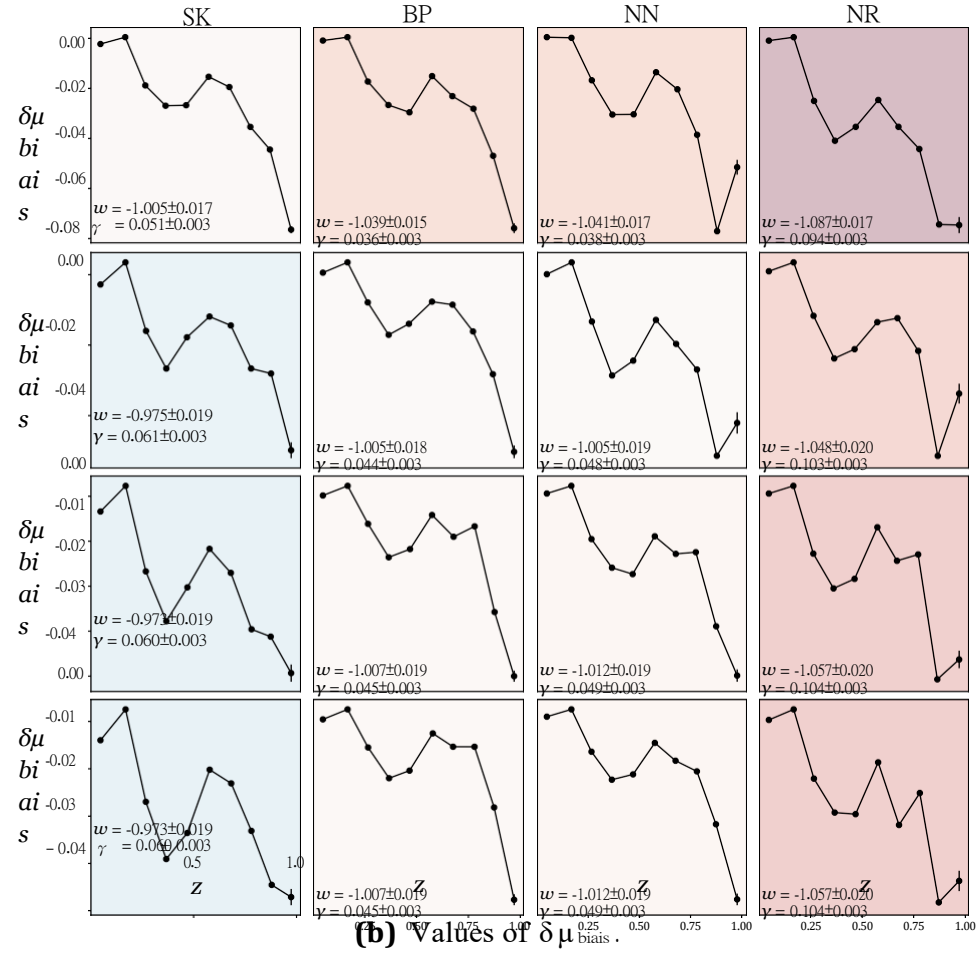 SK BP NN NR
0.00
-0.02
-0.04
-0.06
-0.08
δμ
bi
ai
s
w = -1.005±0.017
γ = 0.051±0.003
w = -1.039±0.015
γ = 0.036±0.003
w = -1.041±0.017
γ = 0.038±0.003
w = -1.087±0.017
γ = 0.094±0.003
0.00
-0.02
-0.04
0.00
δμ
bi
ai
s
w = -0.975±0.019
γ = 0.061±0.003
w = -1.005±0.018
γ = 0.044±0.003
w = -1.005±0.019
γ = 0.048±0.003
w = -1.048±0.020
γ = 0.103±0.003
-0.01
-0.02
-0.03
-0.04
0.00
δμ
bi
ai
s
w = -0.973±0.019
γ = 0.060±0.003
w = -1.007±0.019
γ = 0.045±0.003
w = -1.012±0.019
γ = 0.049±0.003
w = -1.057±0.020
γ = 0.104±0.003
-0.01
-0.02
-0.03
– 0.04
δμ
bi
ai
s
w = -0.973±0.019
γ = 0.060 0.003
0.5 1.0
z
w = -1.007±0.019
γ = 0.045±0.003
z
w = -1.012±0.019
γ = 0.049±0.003
z
w = -1.057±0.020
γ = 0.104±0.003
0.25 0.50 0.75 1.00 0.25 0.50 0.75 1.00 0.25 0.50 0.75 1.00
(b) Values of δμ biais .